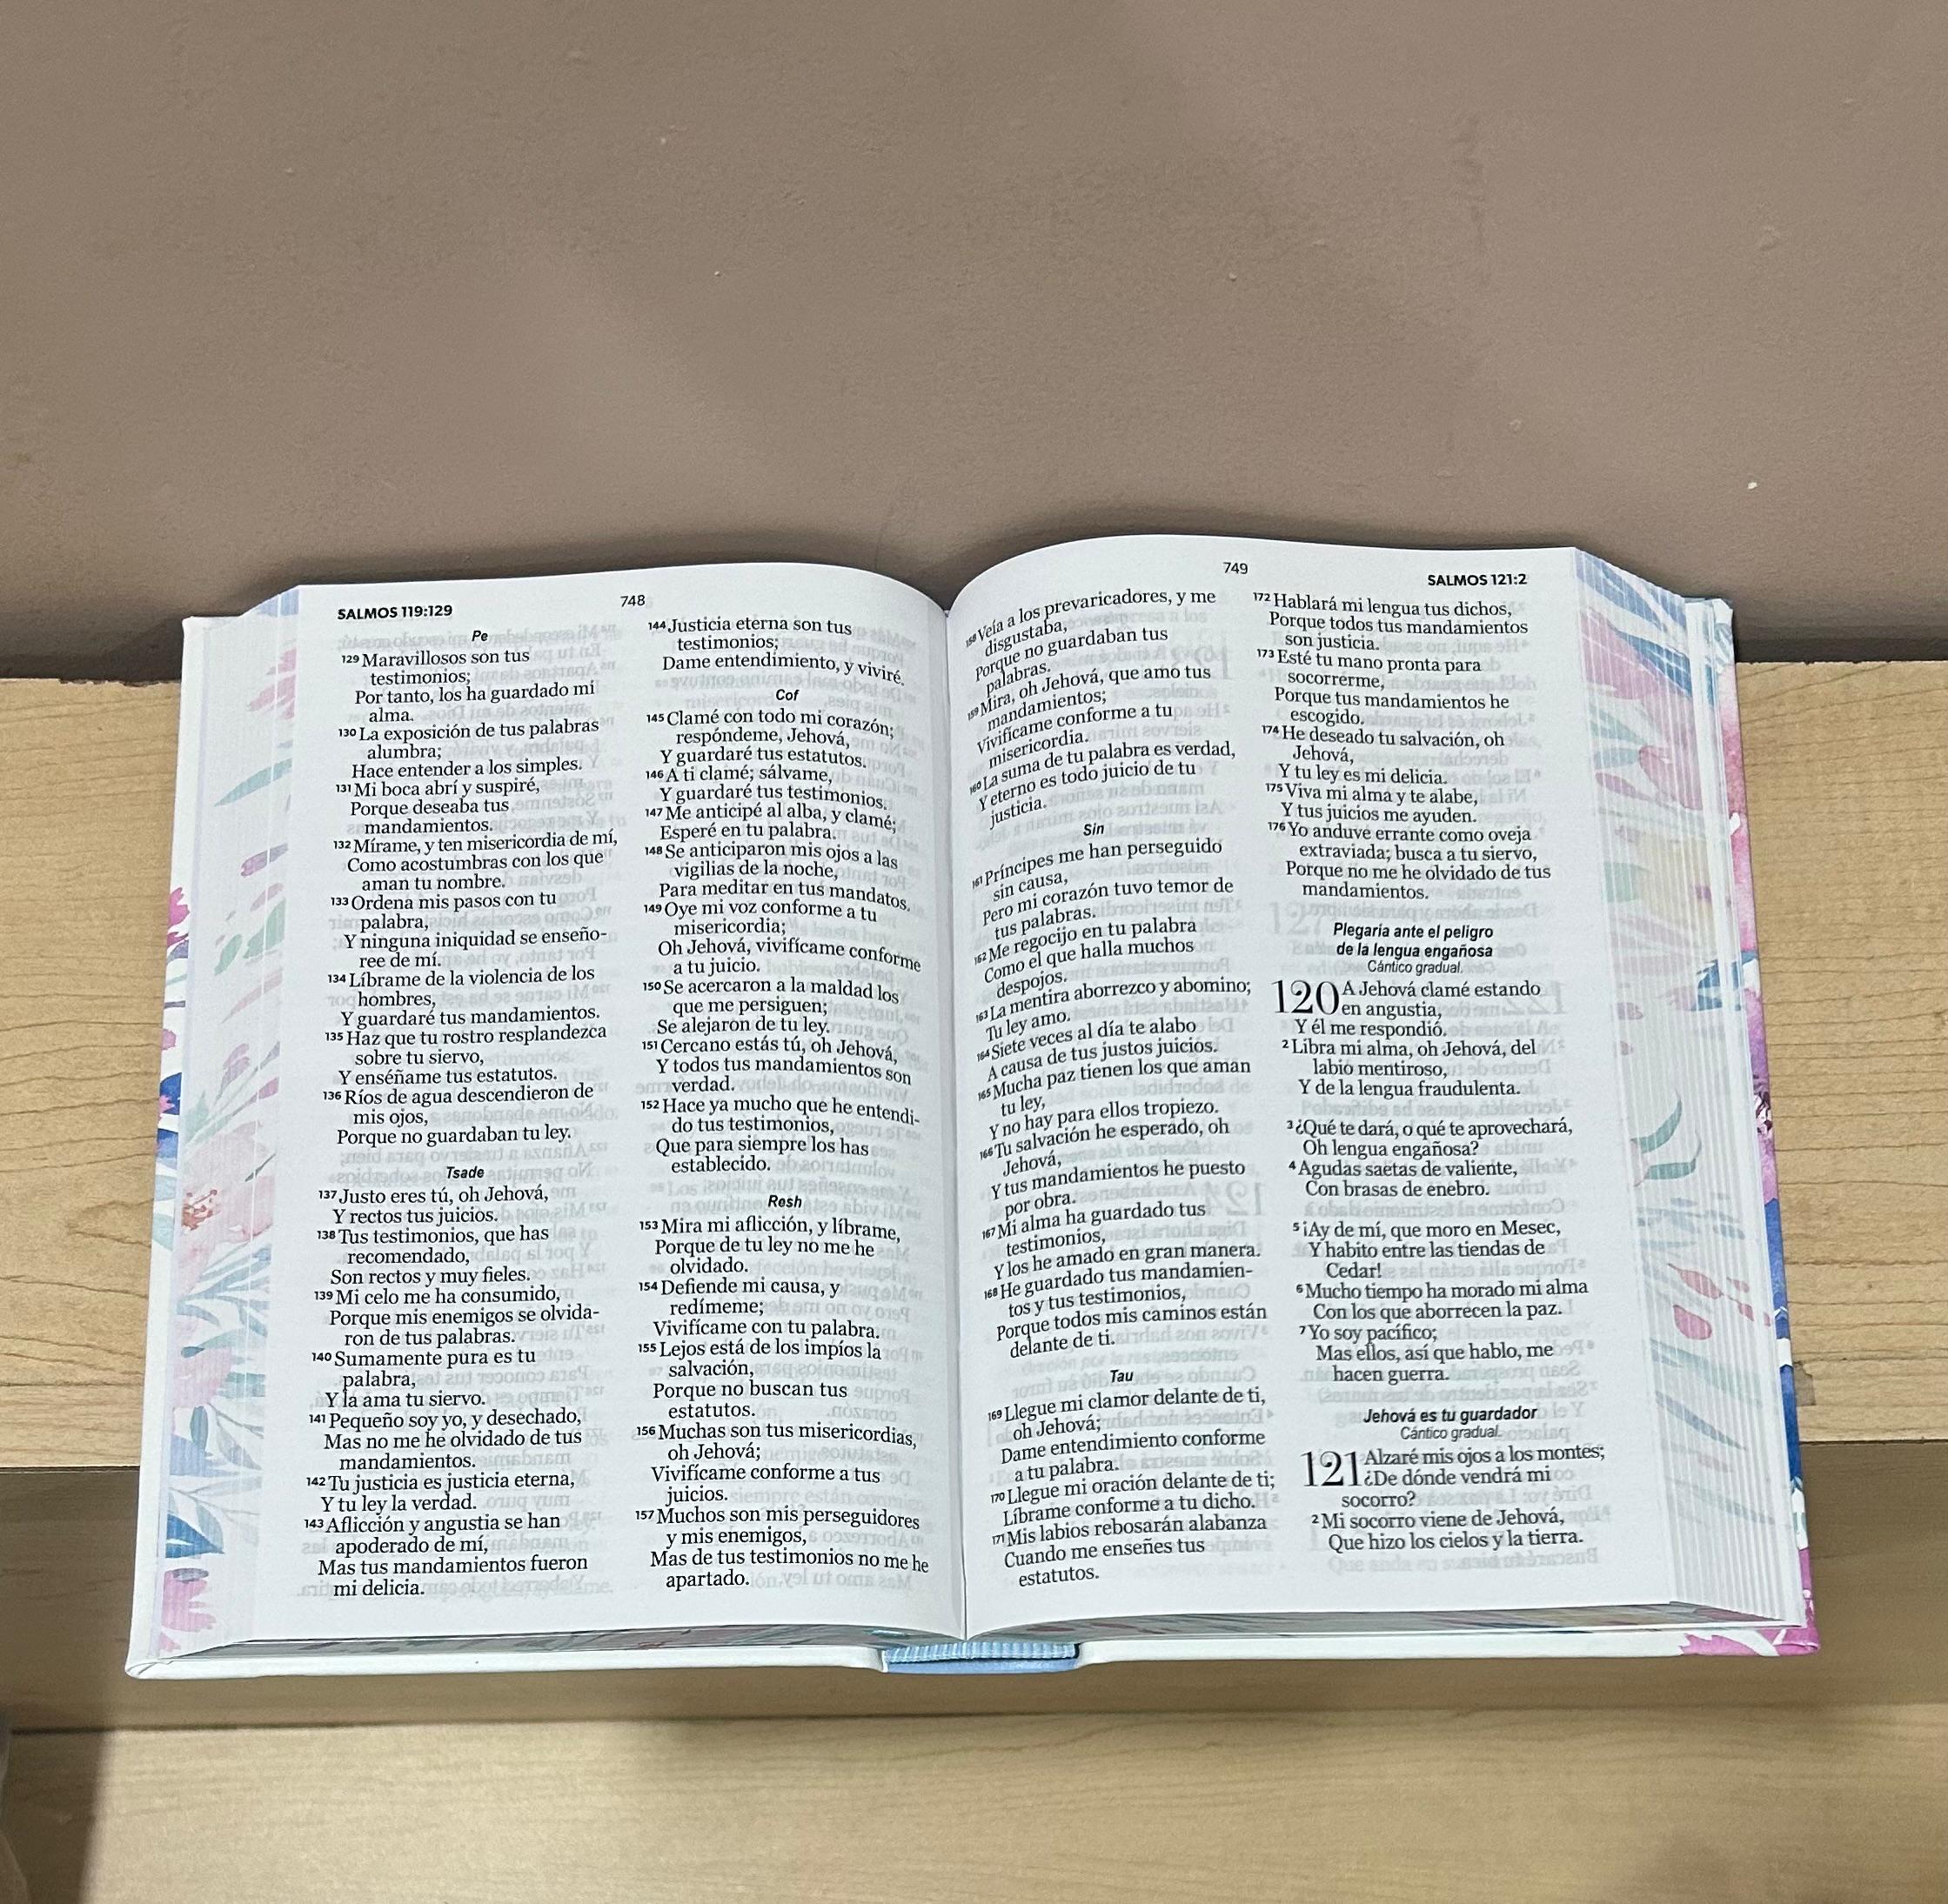 SALMOS 119:129
748
Pe
129 Maravillosos son tus
testimonios;
Por tanto, los ha guardado mi
alma.
130 La exposición de tus palabras
alumbra;
Hace entender a los simples.
131 Mi boca abrí y suspiré,
Porque deseaba tus
mandamientos.
132 Mírame, y ten misericordia de mí,
Como acostumbras con los que
aman tu nombre.
133 Ordena mis pasos con tu
palabra,
Y ninguna iniquidad se enseño-
ree de mí.
134 Líbrame de la violencia de los
hombres,
Y guardaré tus mandamientos.
135 Haz que tu rostro resplandezca
sobre tu siervo,
Y enséñame tus estatutos.
136 Ríos de agua descendieron de
mis ojos,
Porque no guardaban tu ley.
Tsade
137 Justo eres tú, oh Jehová,
Y rectos tus juicios.
138 Tus testimonios, que has
recomendado,
Son rectos y muy fieles.
139 Mi celo me ha consumido,
Porque mis enemigos se olvida-
ron de tus palabras.
140 Sumamente pura es tu
palabra,
Y la ama tu siervo.
141 Pequeño soy yo, y desechado,
Mas no me he olvidado de tus
mandamientos.
142 Tu justicia es justicia eterna,
Y tu ley la verdad.
143 Aflicción y angustia se han
apoderado de mí,
Mas tus mandamientos fueron
mi delicia.
144 Justicia eterna son tus
testimonios;
Dame entendimiento, y viviré.
Cof
145 Clamé con todo mi corazón;
respóndeme, Jehová,
Y guardaré tus estatutos.
146 A ti clamé; sálvame,
Y guardaré tus testimonios.
147 Me anticipé al alba, y clamé;
Esperé en tu palabra.
148 Se anticiparon mis ojos a las
vigilias de la noche,
Para meditar en tus mandatos.
149 Oye mi voz conforme a tu
misericordia;
Oh Jehová, vivifícame conforme
a tu juicio.
150 Se acercaron a la maldad los
que me persiguen;
Se alejaron de tu ley.
151 Cercano estás tú, oh Jehová,
Y todos tus mandamientos son
verdad.
152 Hace ya mucho que he entendi-
do tus testimonios,
Que para siempre los has
establecido.
Resh
153 Mira mi aflicción, y líbrame,
Porque de tu ley no me he
olvidado.
154 Defiende mi causa, y
redímeme;
Vivifícame con tu palabra.
155 Lejos está de los impíos la
salvación,
Porque no buscan tus
estatutos.
156 Muchas son tus misericordias,
oh Jehová;
Vivifícame conforme a tus
juicios.
157 Muchos son mis perseguidores
y mis enemigos,
Mas de tus testimonios no me he
apartado.
749
SALMOS 121:2
158 Veía a los prevaricadores, y me
disgustaba,
Porque no guardaban tus
palabras.
159 Mira, oh Jehová, que amo tus
mandamientos;
Vivifícame conforme a tu
misericordia.
160 La suma de tu palabra es verdad,
Y eterno es todo juicio de tu
justicia.
Sin
161 Príncipes me han perseguido
sin causa,
Pero mi corazón tuvo temor de
tus palabras.
162 Me regocijo en tu palabra
Como el que halla muchos
despojos.
163 La mentira aborrezco y abomino;
Tu ley amo.
164 Siete veces al día te alabo
A causa de tus justos juicios.
165 Mucha paz tienen los que aman
tu ley,
Y no hay para ellos tropiezo.
166 Tu salvación he esperado, oh
Jehová,
Y tus mandamientos he puesto
por obra.
167 Mi alma ha guardado tus
testimonios,
Y los he amado en gran manera.
168 He guardado tus mandamien-
tos y tus testimonios,
Porque todos mis caminos están
delante de ti.
Tau
169 Llegue mi clamor delante de ti,
oh Jehová;
Dame entendimiento conforme
a tu palabra.
170 Llegue mi oración delante de ti;
Líbrame conforme a tu dicho.
171 Mis labios rebosarán alabanza
Cuando me enseñes tus
estatutos.
172 Hablará mi lengua tus dichos,
Porque todos tus mandamientos
son justicia.
173 Esté tu mano pronta para
socorrerme,
Porque tus mandamientos he
escogido.
174 He deseado tu salvación, oh
Jehová,
Y tu ley es mi delicia.
175 Viva mi alma y te alabe,
Y tus juicios me ayuden.
176 Yo anduve errante como oveja
extraviada; busca a tu siervo,
Porque no me he olvidado de tus
mandamientos.
Plegaria ante el peligro
de la lengua engañosa
Cántico gradual.
120 A Jehová clamé estando
en angustia,
Y él me respondió.
2 Libra mi alma, oh Jehová, del
labio mentiroso,
Y de la lengua fraudulenta.
3 ¿Qué te dará, o qué te aprovechará,
Oh lengua engañosa?
4 Agudas saetas de valiente,
Con brasas de enebro.
5 ¡Ay de mí, que moro en Mesec,
Y habito entre las tiendas de
Cedar!
6 Mucho tiempo ha morado mi alma
Con los que aborrecen la paz.
7 Yo soy pacífico;
Mas ellos, así que hablo, me
hacen guerra.
Jehová es tu guardador
Cántico gradual.
121 Alzaré mis ojos a los montes;
¿De dónde vendrá mi
socorro?
2 Mi socorro viene de Jehová,
Que hizo los cielos y la tierra.